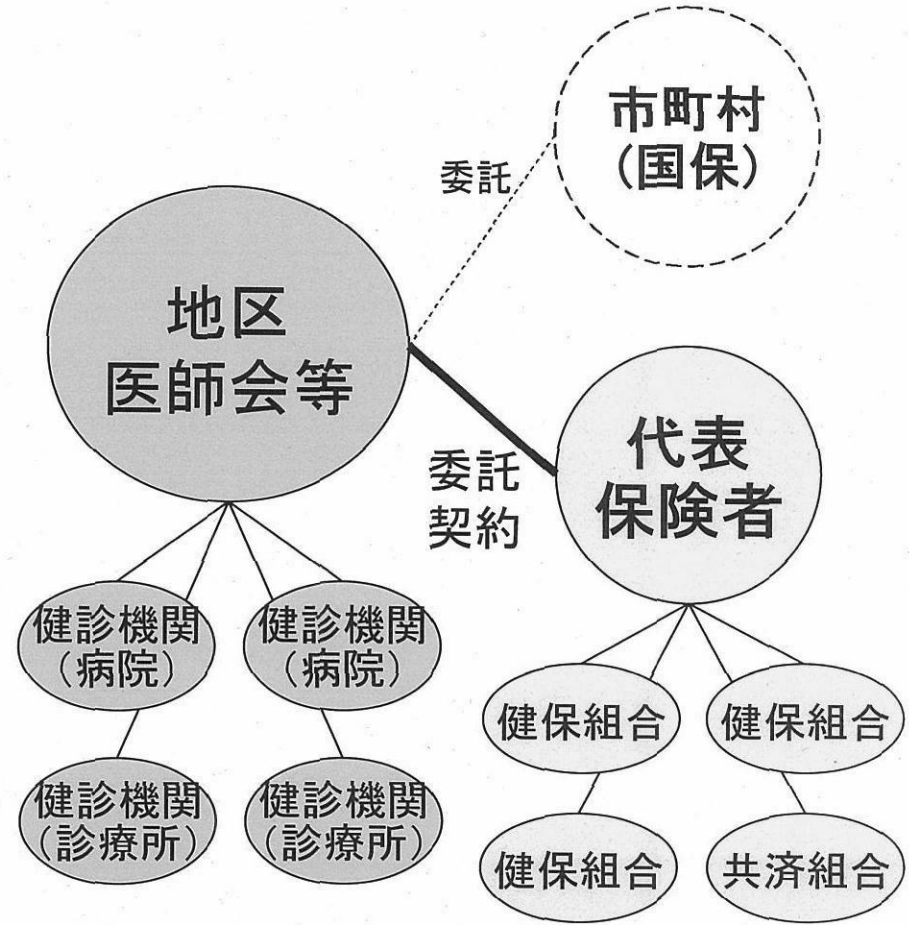 市町村
(国保)
委託
地区
医師会等
委託
契約
代表
保険者
健診機関
(病院)
健診機関
(病院)
健診機関
(診療所)
健診機関
(診療所)
健保組合
健保組合
健保組合
共済組合